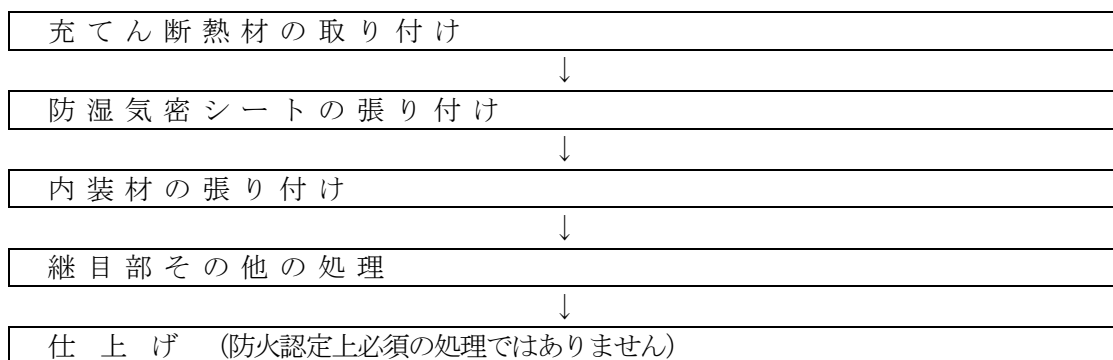 充てん断熱材の取り付け
↓
防湿気密シートの張り付け
↓
内装材の張り付け
↓
継目部その他の処理
↓
仕上げ (防火認定上必須の処理ではありません)